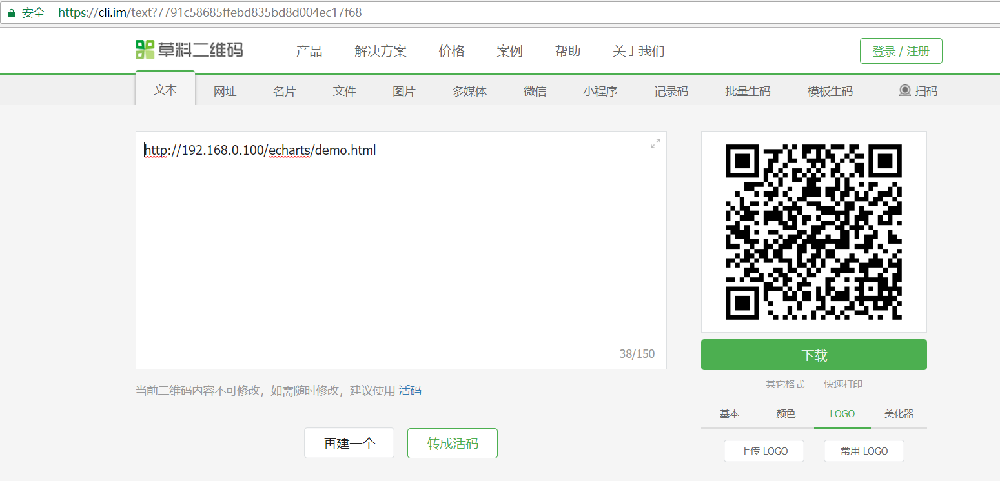 安全 https://cli.im/text?7791c58685ffebd835bd8d004ec17f68
草料二维码 产品 解决方案 价格 案例 帮助 关于我们 登录 / 注册
文本 网址 名片 文件 图片 多媒体 微信 小程序 记录码 批量生码 模板生码 扫码
http://192.168.0.100/echarts/demo.html
38/150
下载
当前二维码内容不可修改，如需随时修改，建议使用 活码
其它格式 快速打印
基本 颜色 LOGO 美化器
再建一个 转成活码
上传 LOGO 常用 LOGO